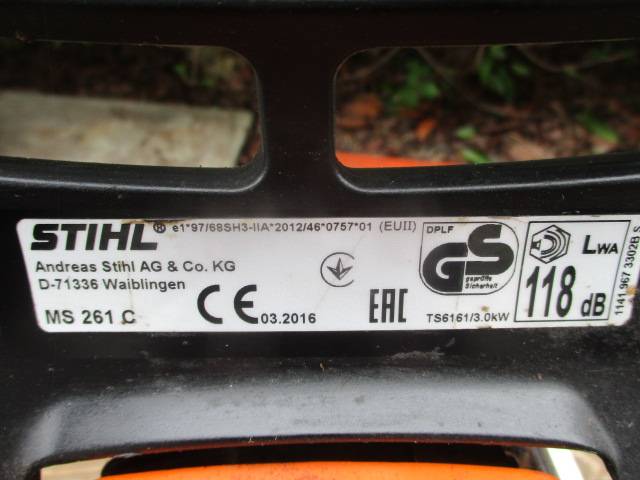 STIHL® e1*97/68SH3-IIA*2012/46*0757*01 (EUII)
Andreas Stihl AG & Co. KG
D-71336 Waiblingen
MS 261 C
CE 03.2016
EAC
DPLF
GS
geprüfte
Sicherheit
TS6161/3.0kW
LWA
118 dB
1141 967 3302B S